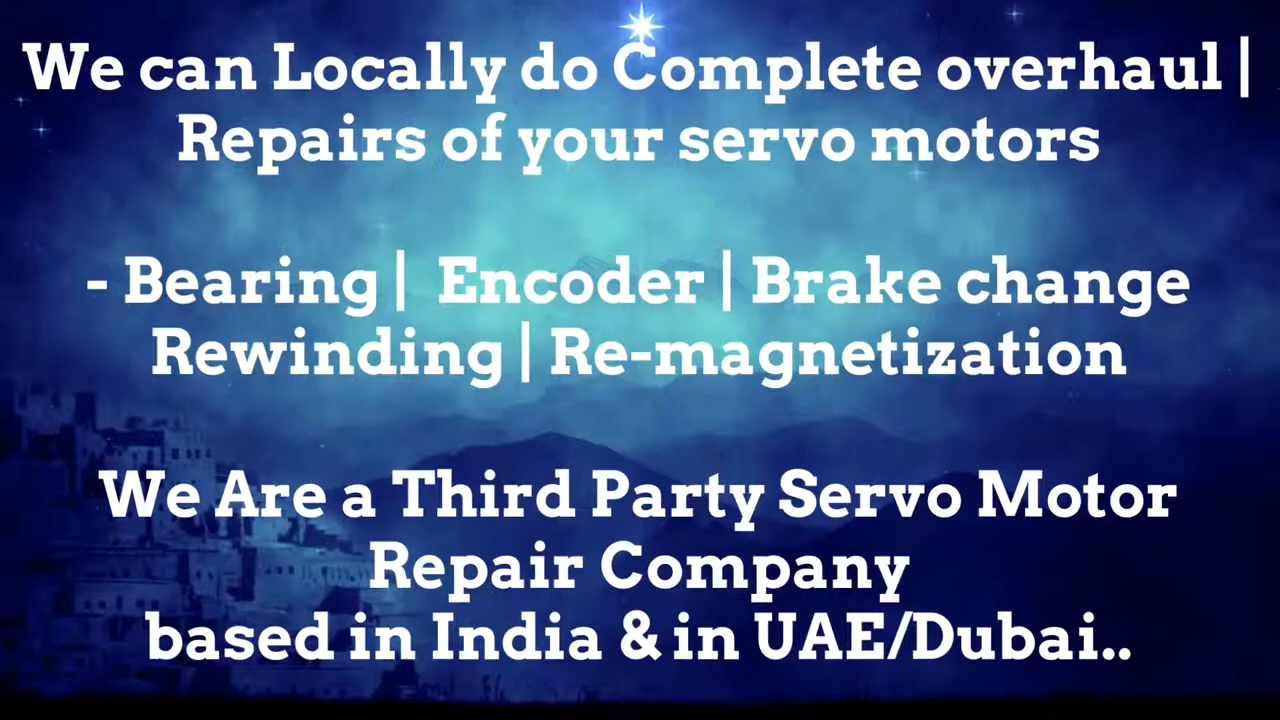 We can Locally do Complete overhaul |
Repairs of your servo motors
- Bearing | Encoder | Brake change
Rewinding | Re-magnetization
We Are a Third Party Servo Motor
Repair Company
based in India & in UAE/Dubai..